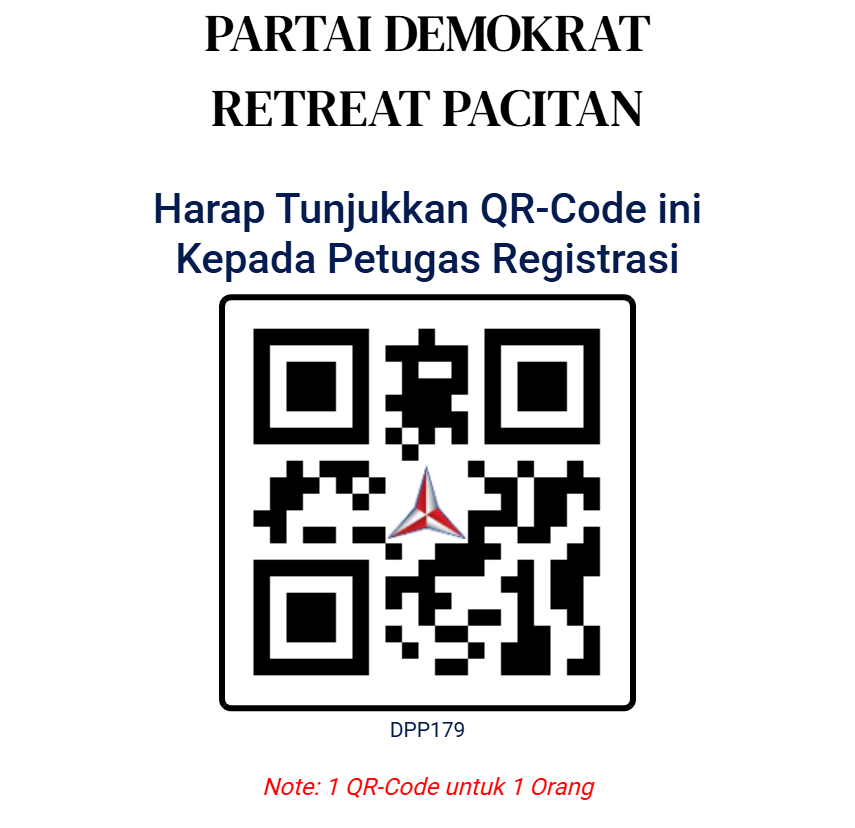 PARTAI DEMOKRAT
RETREAT PACITAN
Harap Tunjukkan QR-Code ini
Kepada Petugas Registrasi
DPP179
Note: 1 QR-Code untuk 1 Orang